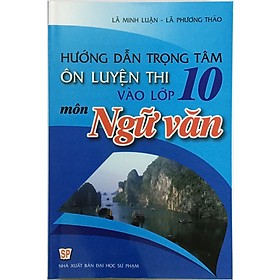 LÃ MINH LUẬN - LÃ PHƯƠNG THẢO
HƯỚNG DẪN TRỌNG TÂM
ÔN LUYỆN THI
VÀO LỚP 10
môn Ngữ văn
SP
NHÀ XUẤT BẢN ĐẠI HỌC SƯ PHẠM